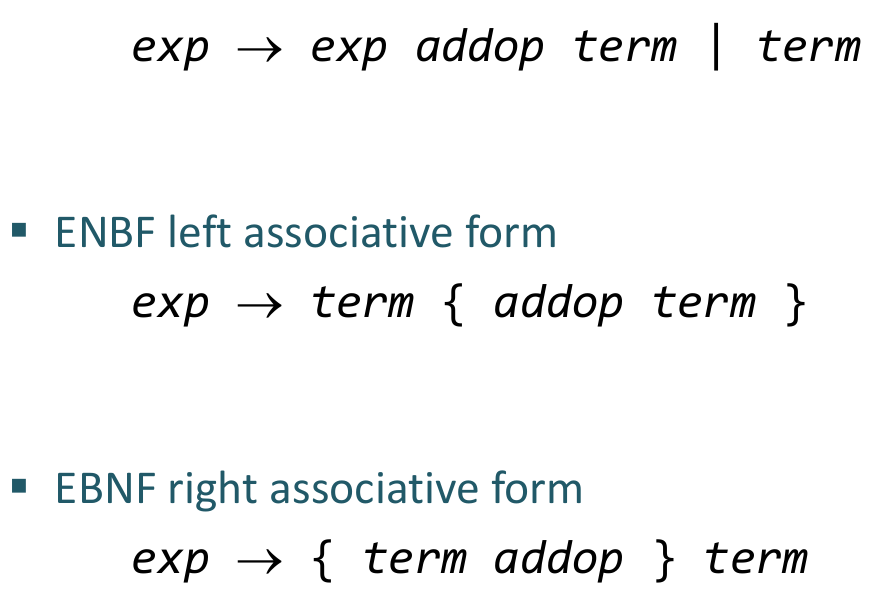 exp → exp addop term | term
▪ ENBF left associative form
exp → term { addop term }
▪ EBNF right associative form
exp → { term addop } term